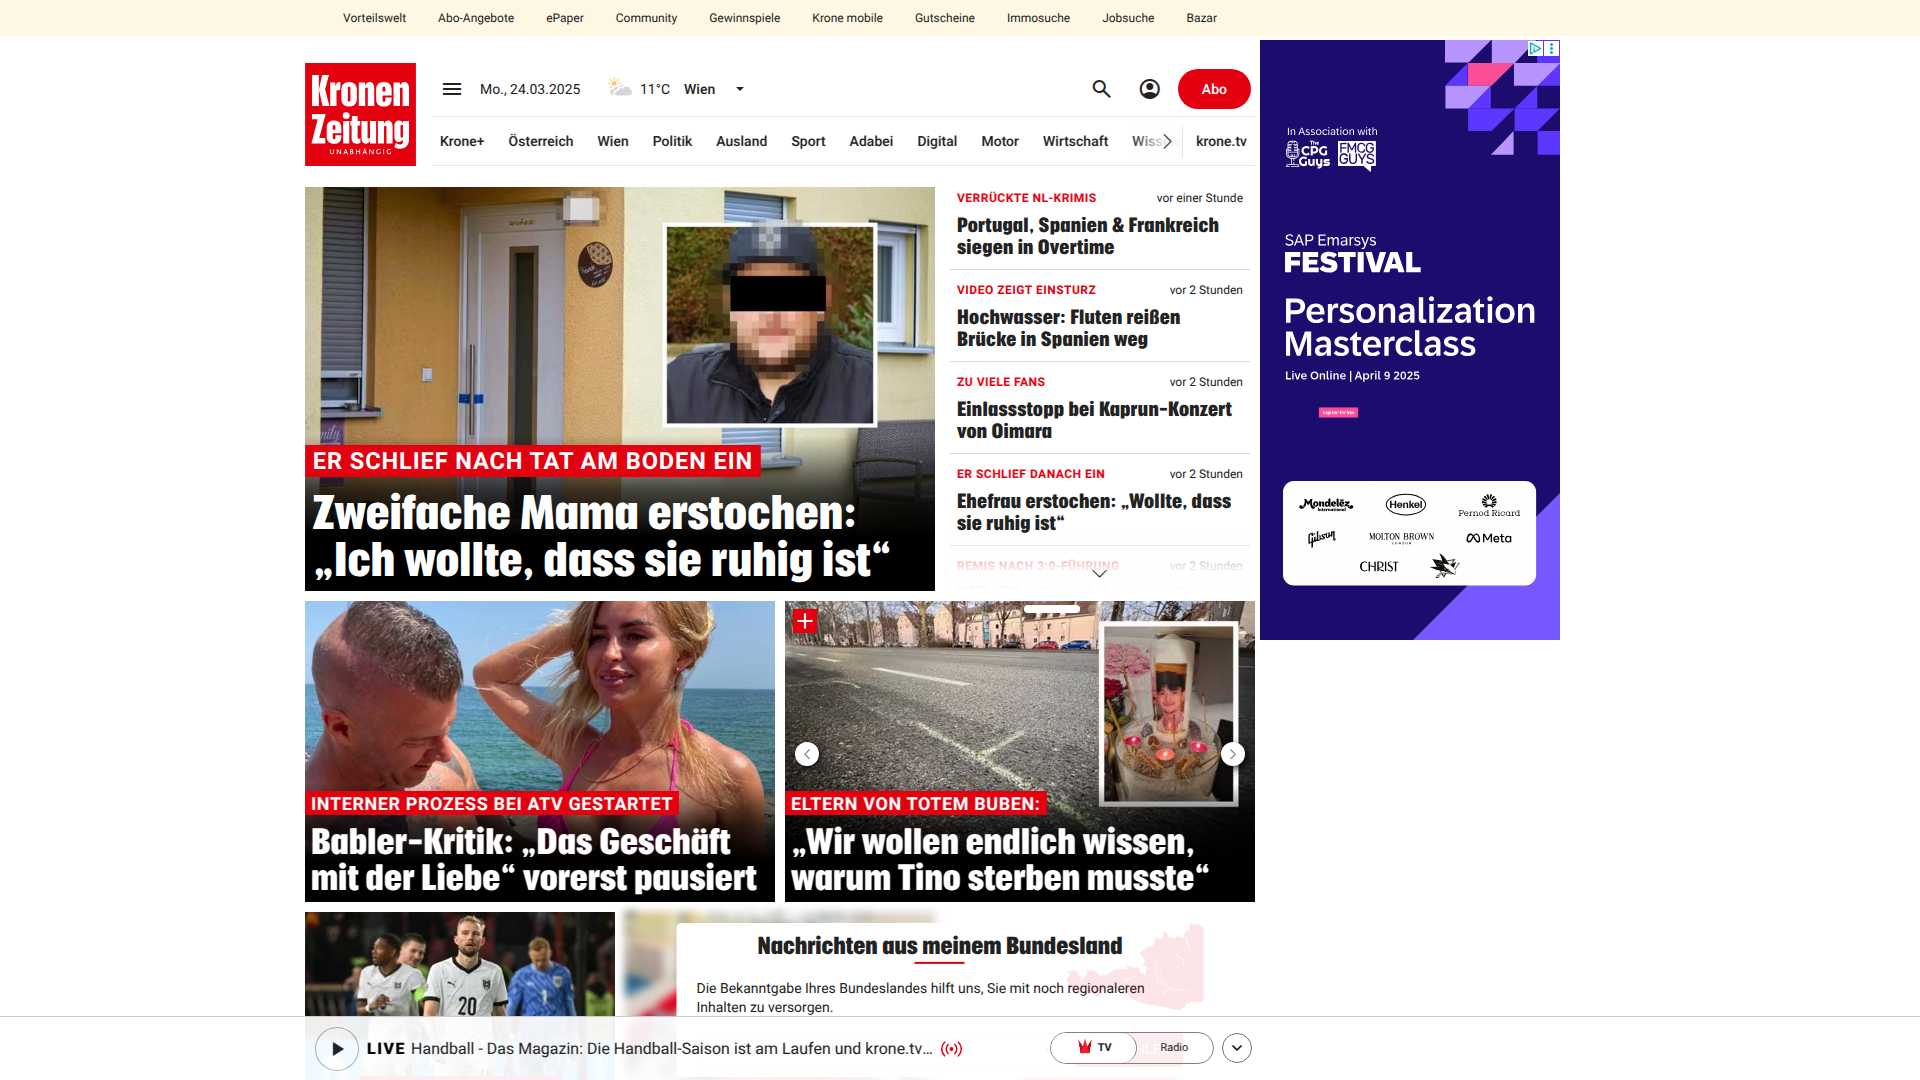 Vorteilswelt
Abo-Angebote
ePaper
Community
Gewinnspiele
Krone mobile
Gutscheine
Immosuche
Jobsuche
Bazar
Kronen
Zeitung
UNABHÄNGIG
Mo., 24.03.2025
11°C Wien
Abo
Krone+
Österreich
Wien
Politik
Ausland
Sport
Adabei
Digital
Motor
Wirtschaft
krone.tv
ER SCHLIEF NACH TAT AM BODEN EIN
Zweifache Mama erstochen:
„Ich wollte, dass sie ruhig ist“
VERRÜCKTE NL-KRIMIS
vor einer Stunde
Portugal, Spanien & Frankreich
siegen in Overtime
VIDEO ZEIGT EINSTURZ
vor 2 Stunden
Hochwasser: Fluten reißen
Brücke in Spanien weg
ZU VIELE FANS
vor 2 Stunden
Einlassstopp bei Kaprun-Konzert
von Oimara
ER SCHLIEF DANACH EIN
vor 2 Stunden
Ehefrau erstochen: „Wollte, dass
sie ruhig ist“
REMIS NACH 3:0-FÜHRUNG
vor 2 Stunden
In Association with
The CPG Guys
FMCG GUYS
SAP Emarsys
FESTIVAL
Personalization
Masterclass
Live Online | April 9 2025
Mondelēz
International
Henkel
Pernod Ricard
Gibson
MOLTON BROWN
LONDON
Meta
CHRIST
INTERNER PROZESS BEI ATV GESTARTET
Babler-Kritik: „Das Geschäft
mit der Liebe“ vorerst pausiert
ELTERN VON TOTEM BUBEN:
„Wir wollen endlich wissen,
warum Tino sterben musste“
20
1
Nachrichten aus meinem Bundesland
Die Bekanntgabe Ihres Bundeslandes hilft uns, Sie mit noch regionaleren
Inhalten zu versorgen.
LIVE Handball - Das Magazin: Die Handball-Saison ist am Laufen und krone.tv...
TV
Radio